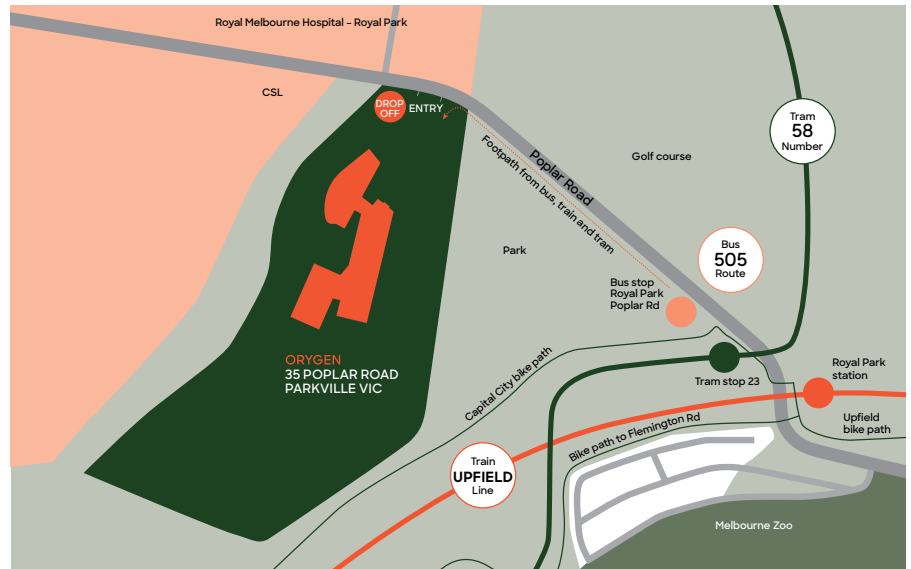 Royal Melbourne Hospital – Royal Park
CSL
DROP
OFF
ENTRY
Tram
58
Number
Golf course
Poplar Road
Footpath from bus, train and tram
Park
Bus
505
Route
Bus stop
Royal Park
Poplar Rd
ORYGEN
35 POPLAR ROAD
PARKVILLE VIC
Capital City bike path
Tram stop 23
Royal Park
station
Upfield
bike path
Bike path to Flemington Rd
Train
UPFIELD
Line
Melbourne Zoo